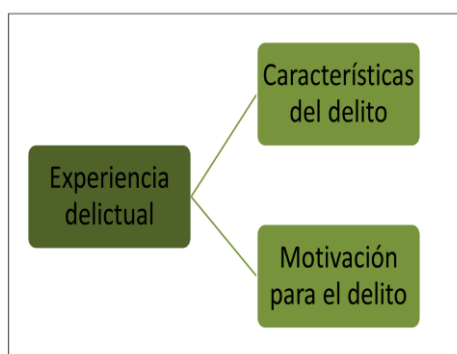 Características
del delito
Experiencia
delictual
Motivación
para el delito